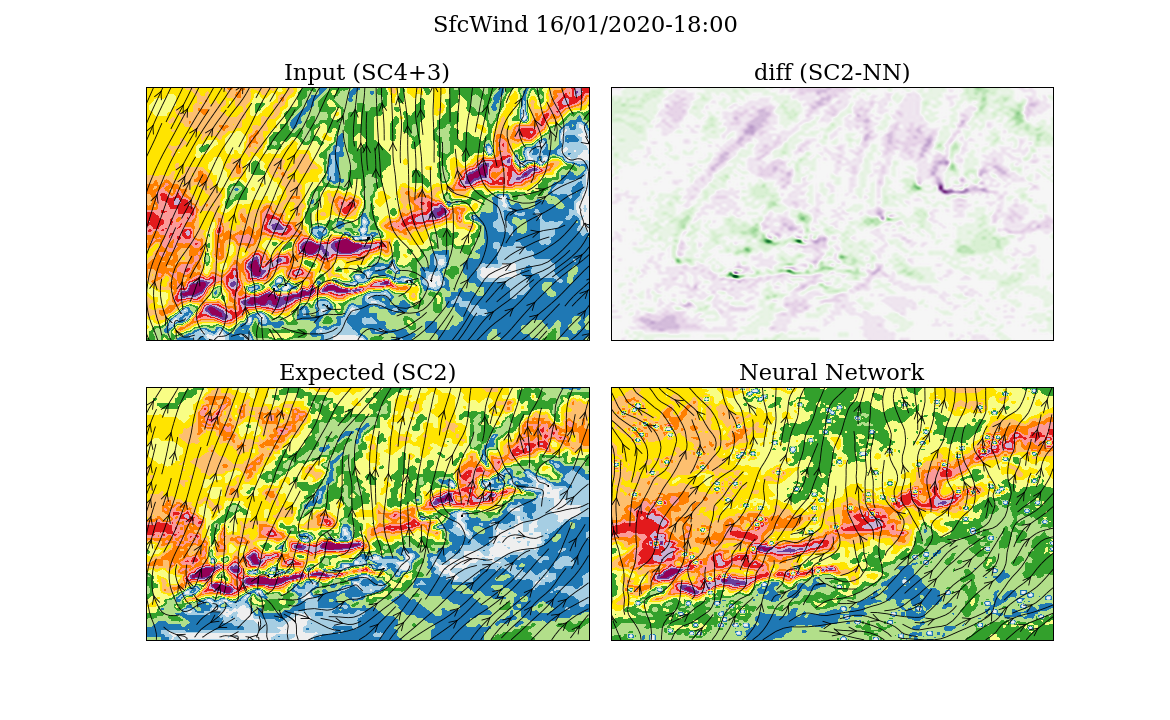 SfcWind 16/01/2020-18:00
Input (SC4+3)
diff (SC2-NN)
Expected (SC2)
Neural Network